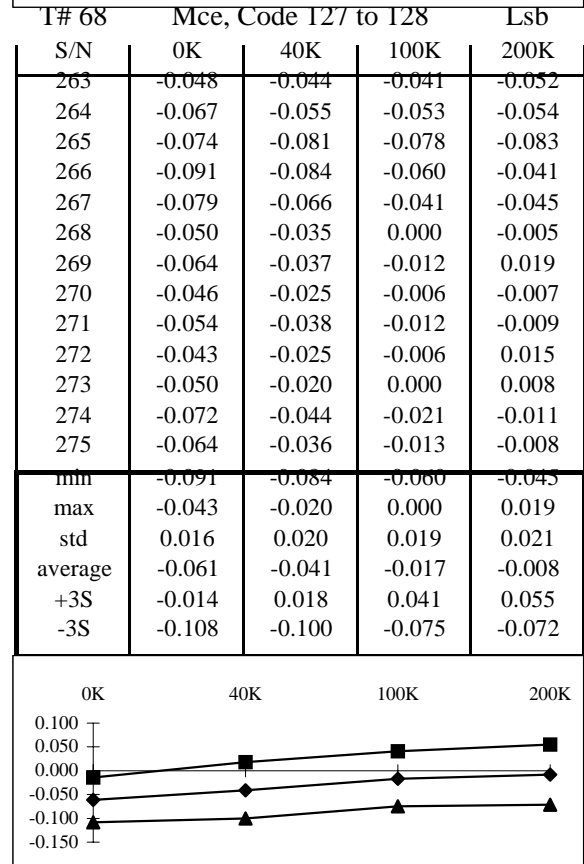 T# 68 Mce, Code 127 to 128 Lsb
S/N 0K 40K 100K 200K
263 -0.048 -0.044 -0.041 -0.052
264 -0.067 -0.055 -0.053 -0.054
265 -0.074 -0.081 -0.078 -0.083
266 -0.091 -0.084 -0.060 -0.041
267 -0.079 -0.066 -0.041 -0.045
268 -0.050 -0.035 0.000 -0.005
269 -0.064 -0.037 -0.012 0.019
270 -0.046 -0.025 -0.006 -0.007
271 -0.054 -0.038 -0.012 -0.009
272 -0.043 -0.025 -0.006 0.015
273 -0.050 -0.020 0.000 0.008
274 -0.072 -0.044 -0.021 -0.011
275 -0.064 -0.036 -0.013 -0.008
min -0.091 -0.084 -0.060 -0.045
max -0.043 -0.020 0.000 0.019
std 0.016 0.020 0.019 0.021
average -0.061 -0.041 -0.017 -0.008
+3S -0.014 0.018 0.041 0.055
-3S -0.108 -0.100 -0.075 -0.072
0K 40K 100K 200K
0.100
0.050
0.000
-0.050
-0.100
-0.150